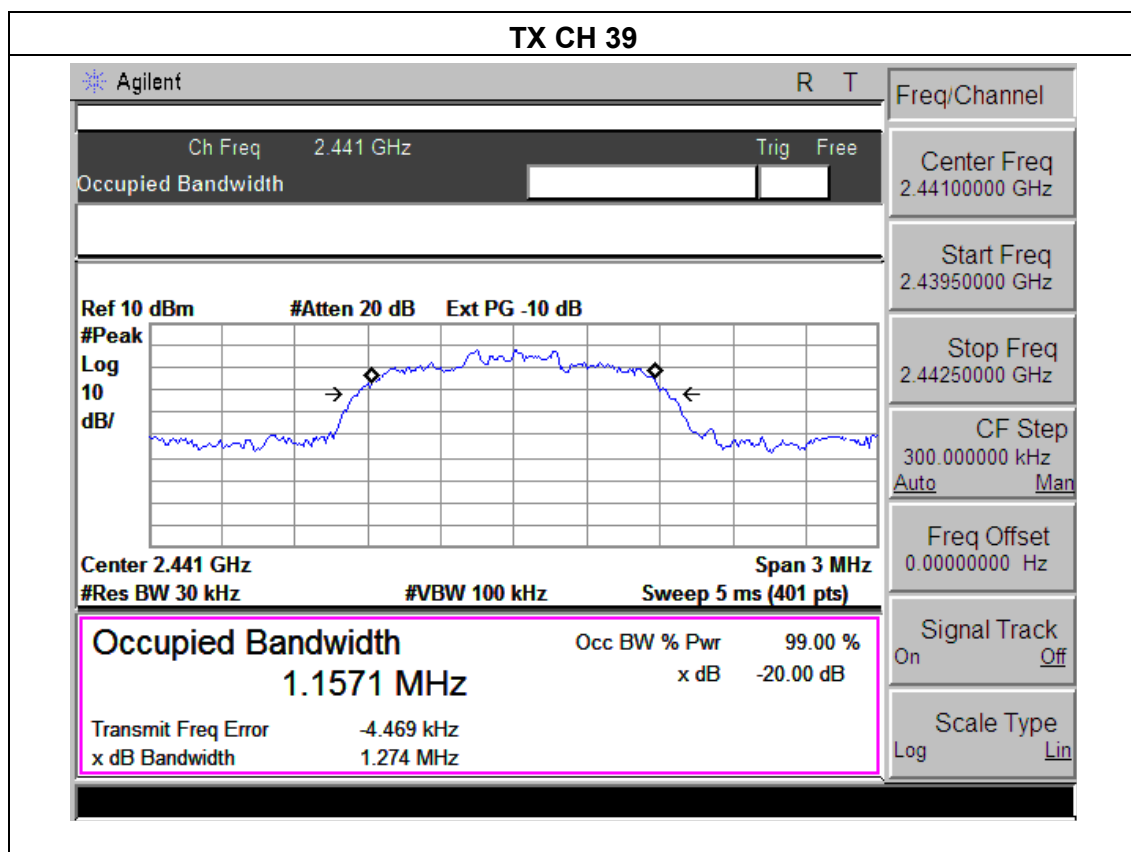 TX CH 39
Agilent R T
Freq/Channel
Ch Freq 2.441 GHz Trig Free
Occupied Bandwidth
Center Freq
2.44100000 GHz
Start Freq
2.43950000 GHz
Stop Freq
2.44250000 GHz
CF Step
300.000000 kHz
Auto Man
Freq Offset
0.00000000 Hz
Signal Track
On Off
Scale Type
Log Lin
Ref 10 dBm #Atten 20 dB Ext PG -10 dB
#Peak
Log
10
dB/
Center 2.441 GHz Span 3 MHz
#Res BW 30 kHz #VBW 100 kHz Sweep 5 ms (401 pts)
Occupied Bandwidth Occ BW % Pwr 99.00 %
1.1571 MHz x dB -20.00 dB
Transmit Freq Error -4.469 kHz
x dB Bandwidth 1.274 MHz